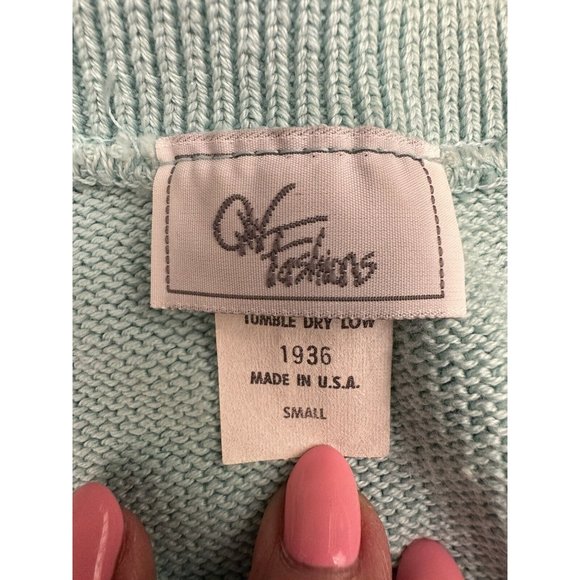 Fashions
TUMBLE DRY LOW
1936
MADE IN U.S.A.
SMALL